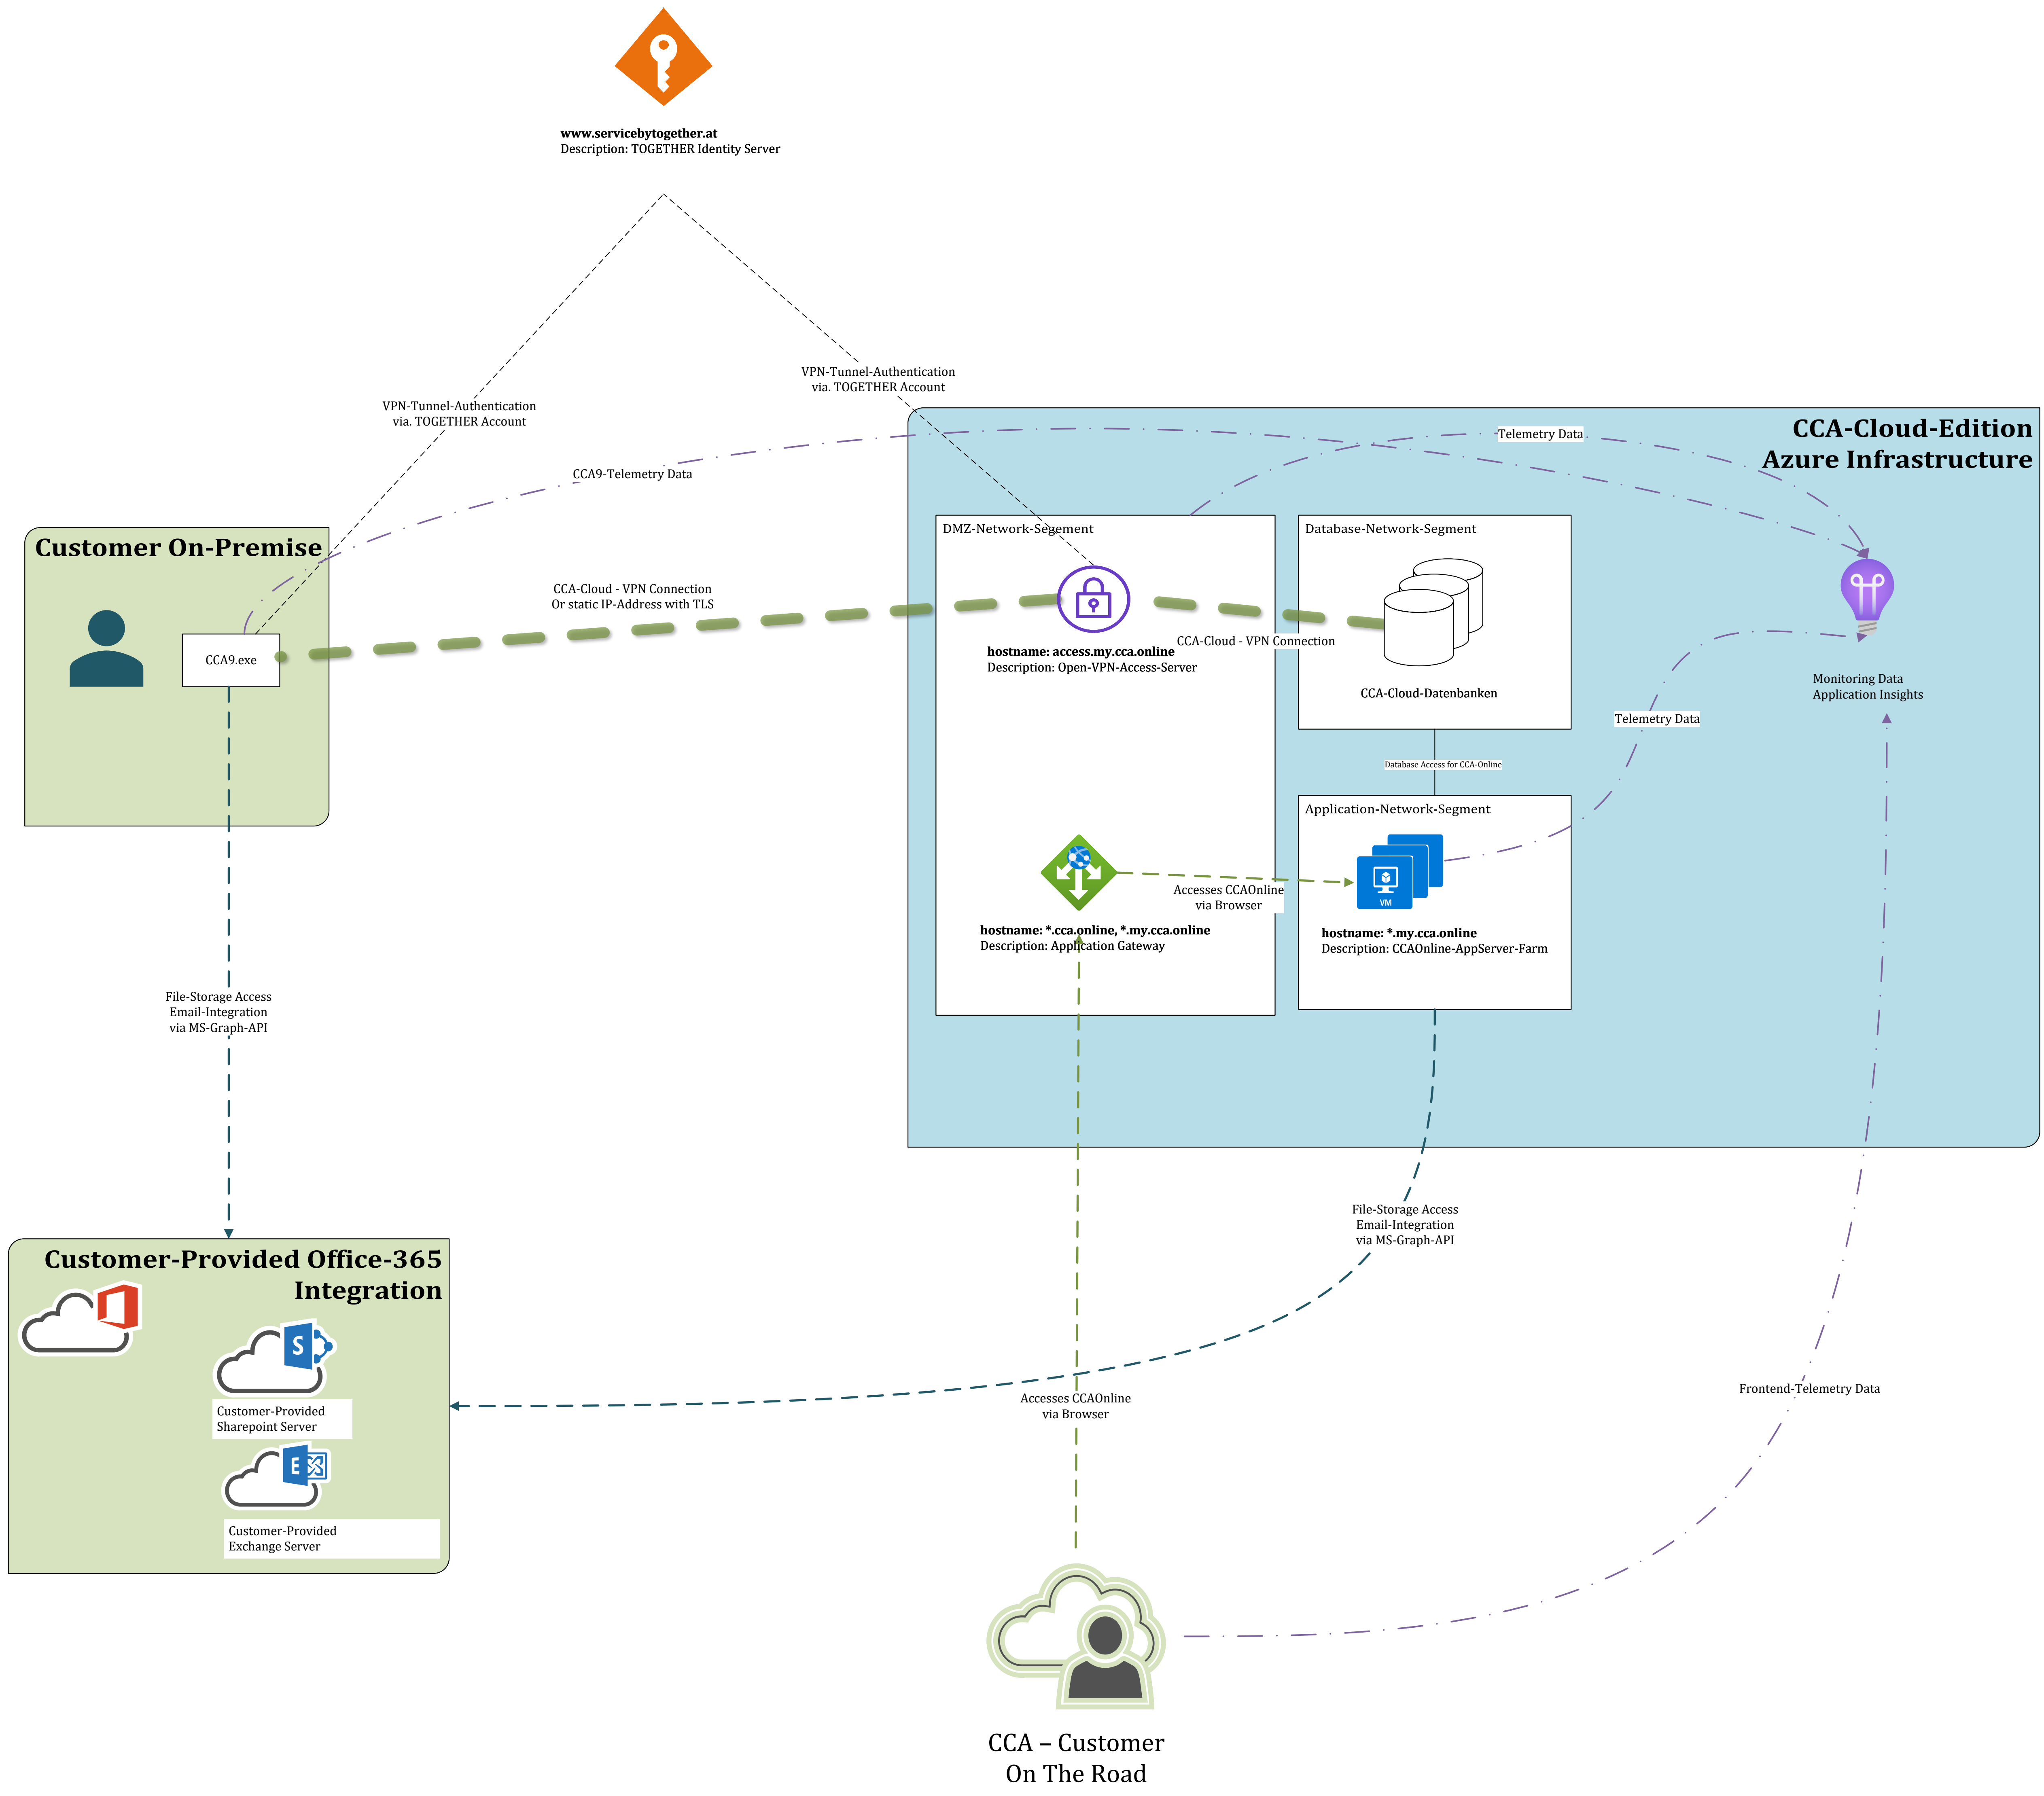 www.servicebytogether.at
Description: TOGETHER Identity Server
VPN-Tunnel-Authentication
via. TOGETHER Account
VPN-Tunnel-Authentication
via. TOGETHER Account
CCA9-Telemetry Data
CCA-Cloud-Edition
Azure Infrastructure
Telemetry Data
Customer On-Premise
CCA9.exe
CCA-Cloud - VPN Connection
Or static IP-Address with TLS
DMZ-Network-Segement
hostname: access.my.cca.online
Description: Open-VPN-Access-Server
CCA-Cloud - VPN Connection
Database-Network-Segment
CCA-Cloud-Datenbanken
Monitoring Data
Application Insights
Telemetry Data
Database Access for CCA-Online
Application-Network-Segment
VM
hostname: *.my.cca.online
Description: CCAOnline-AppServer-Farm
Accesses CCAOnline
via Browser
hostname: *.cca.online, *.my.cca.online
Description: Application Gateway
File-Storage Access
Email-Integration
via MS-Graph-API
File-Storage Access
Email-Integration
via MS-Graph-API
Customer-Provided Office-365
Integration
S
Customer-Provided
Sharepoint Server
E
Customer-Provided
Exchange Server
Accesses CCAOnline
via Browser
Frontend-Telemetry Data
CCA – Customer
On The Road